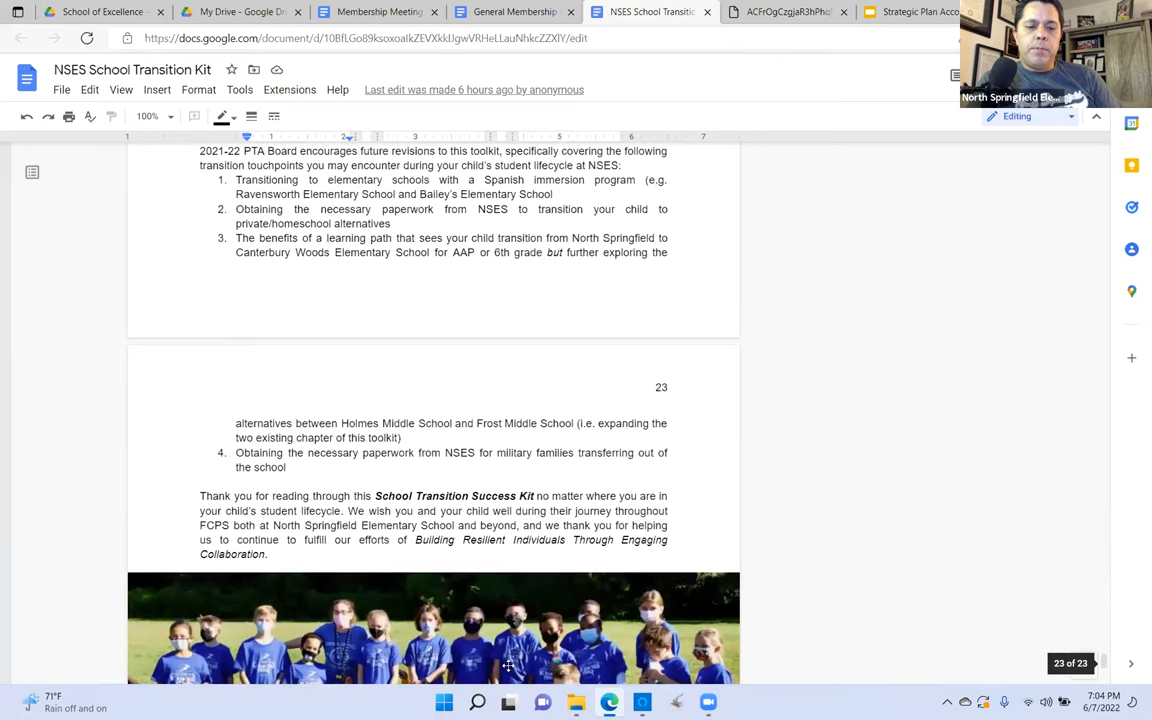 School of Excellence -
My Drive - Google Dr
Membership Meeting
General Membership
NSES School Transitic
ACFrOgCzgjaR3hPhq
Strategic Plan Acco
https://docs.google.com/document/d/10BfLGo89ksoxoaIkZEVXkkIJgwVRHeLLauNhkcZZXlY/edit
NSES School Transition Kit
File Edit View Insert Format Tools Extensions Help Last edit was made 6 hours ago by anonymous
North Springfield Ele...
100%
Editing
1 1 2 3 4 5 6 7
2021-22 PTA Board encourages future revisions to this toolkit, specifically covering the following
transition touchpoints you may encounter during your child's student lifecycle at NSES:
1. Transitioning to elementary schools with a Spanish immersion program (e.g.
Ravensworth Elementary School and Bailey's Elementary School
2. Obtaining the necessary paperwork from NSES to transition your child to
private/homeschool alternatives
3. The benefits of a learning path that sees your child transition from North Springfield to
Canterbury Woods Elementary School for AAP or 6th grade but further exploring the
23
alternatives between Holmes Middle School and Frost Middle School (i.e. expanding the
two existing chapter of this toolkit)
4. Obtaining the necessary paperwork from NSES for military families transferring out of
the school
Thank you for reading through this School Transition Success Kit no matter where you are in
your child's student lifecycle. We wish you and your child well during their journey throughout
FCPS both at North Springfield Elementary School and beyond, and we thank you for helping
us to continue to fulfill our efforts of Building Resilient Individuals Through Engaging
Collaboration.
23 of 23
71°F
Rain off and on
7:04 PM
6/7/2022